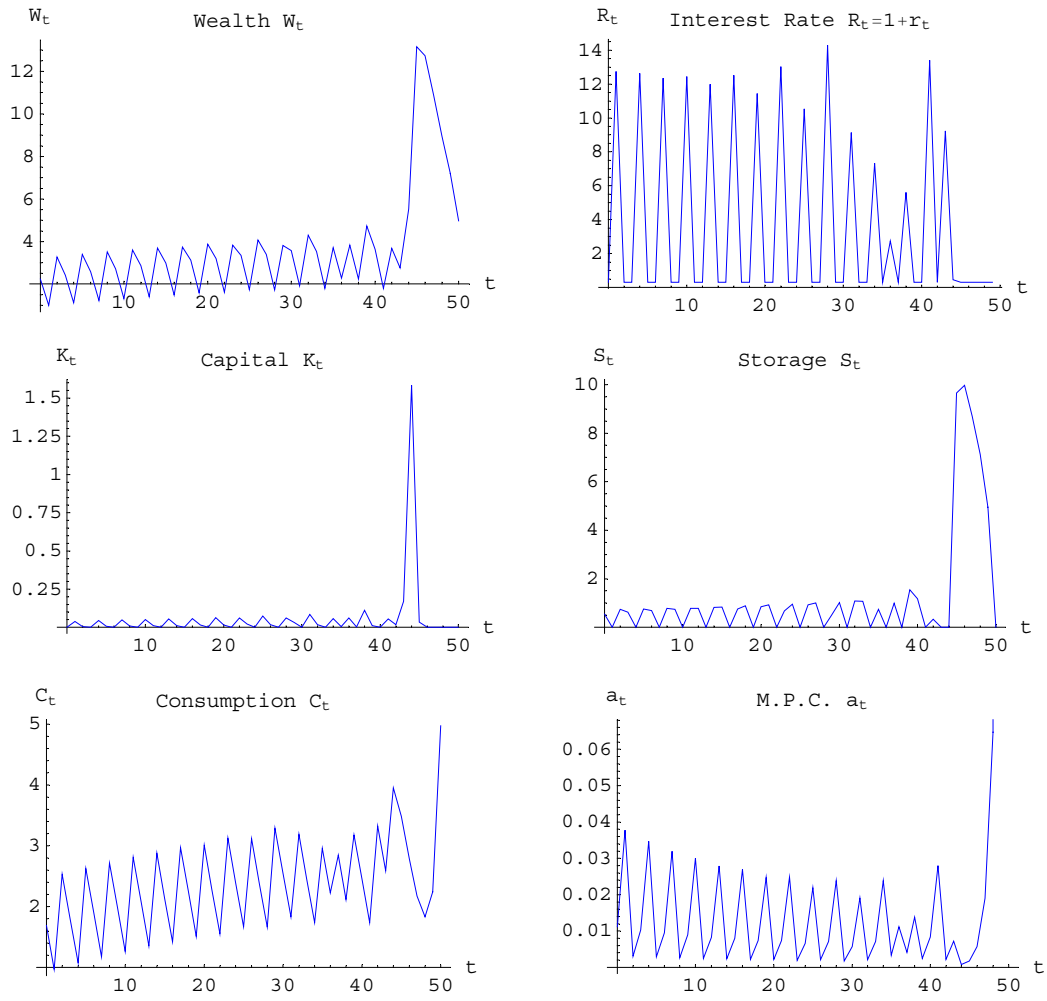 W_t
Wealth W_t
12
10
8
6
4
10 20 30 40 50 t
R_t
Interest Rate R_t=1+r_t
14
12
10
8
6
4
2
10 20 30 40 50 t
K_t
Capital K_t
1.5
1.25
1
0.75
0.5
0.25
10 20 30 40 50 t
S_t
Storage S_t
10
8
6
4
2
10 20 30 40 50 t
C_t
Consumption C_t
5
4
3
2
10 20 30 40 50 t
a_t
M.P.C. a_t
0.06
0.05
0.04
0.03
0.02
0.01
10 20 30 40 50 t